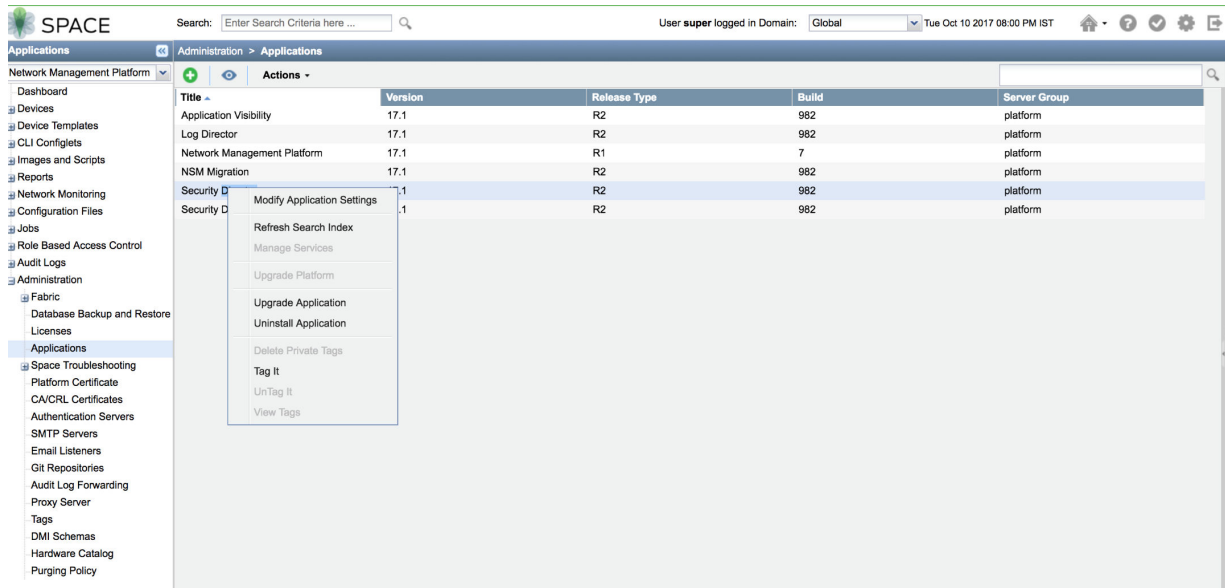 SPACE
Search: Enter Search Criteria here ...
User super logged in Domain: Global Tue Oct 10 2017 08:00 PM IST
Applications
Administration > Applications
Network Management Platform
Actions
Dashboard
Devices
Device Templates
CLI Configlets
Images and Scripts
Reports
Network Monitoring
Configuration Files
Jobs
Role Based Access Control
Audit Logs
Administration
Fabric
Database Backup and Restore
Licenses
Applications
Space Troubleshooting
Platform Certificate
CA/CRL Certificates
Authentication Servers
SMTP Servers
Email Listeners
Git Repositories
Audit Log Forwarding
Proxy Server
Tags
DMI Schemas
Hardware Catalog
Purging Policy
Title Version Release Type Build Server Group
Application Visibility 17.1 R2 982 platform
Log Director 17.1 R2 982 platform
Network Management Platform 17.1 R1 7 platform
NSM Migration 17.1 R2 982 platform
Security .1 R2 982 platform
Security D .1 R2 982 platform
Modify Application Settings
Refresh Search Index
Manage Services
Upgrade Platform
Upgrade Application
Uninstall Application
Delete Private Tags
Tag It
UnTag It
View Tags